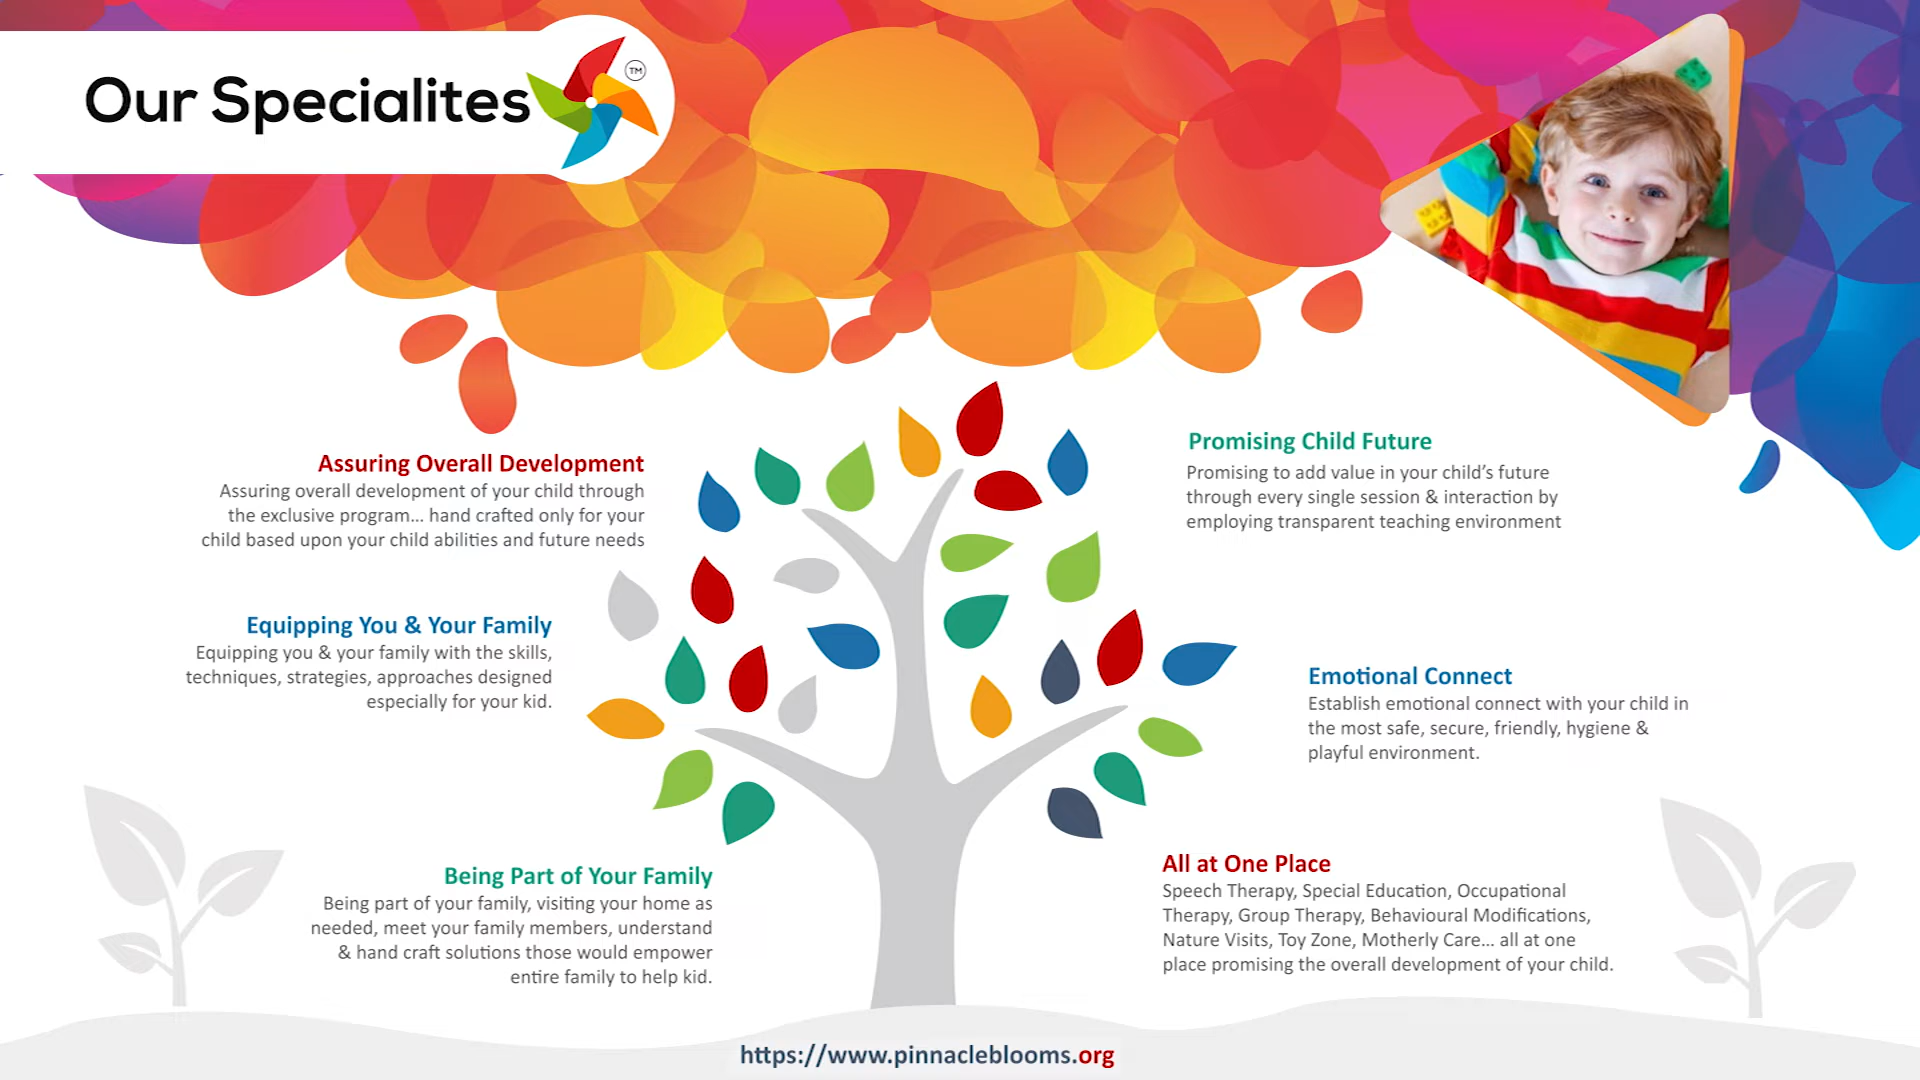 Our Specialites
TM
Assuring Overall Development
Assuring overall development of your child through
the exclusive program... hand crafted only for your
child based upon your child abilities and future needs
Equipping You & Your Family
Equipping you & your family with the skills,
techniques, strategies, approaches designed
especially for your kid.
Being Part of Your Family
Being part of your family, visiting your home as
needed, meet your family members, understand
& hand craft solutions those would empower
entire family to help kid.
Promising Child Future
Promising to add value in your child’s future
through every single session & interaction by
employing transparent teaching environment
Emotional Connect
Establish emotional connect with your child in
the most safe, secure, friendly, hygiene &
playful environment.
All at One Place
Speech Therapy, Special Education, Occupational
Therapy, Group Therapy, Behavioural Modifications,
Nature Visits, Toy Zone, Motherly Care... all at one
place promising the overall development of your child.
https://www.pinnacleblooms.org